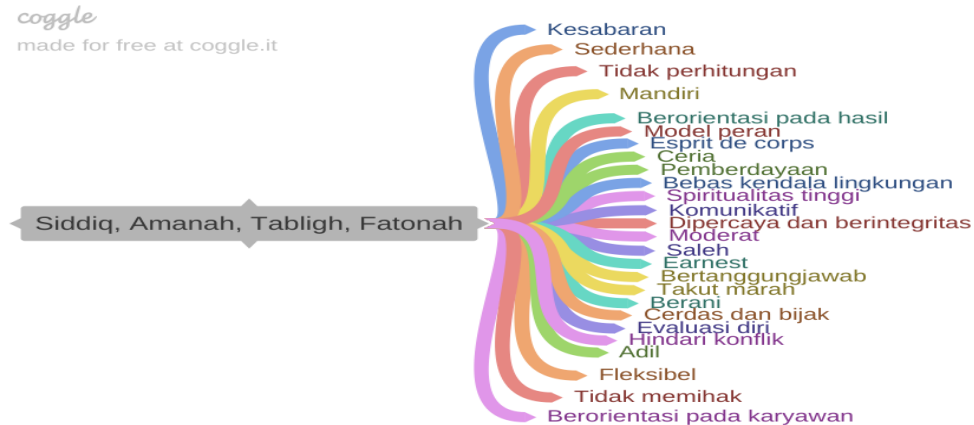 coggle
made for free at coggle.it
Siddiq, Amanah, Tabligh, Fatonah
Kesabaran
Sederhana
Tidak perhitungan
Mandiri
Berorientasi pada hasil
Model peran
Esprit de corps
Ceria
Pemberdayaan
Bebas kendala lingkungan
Spiritualitas tinggi
Komunikatif
Dipercaya dan berintegritas
Moderat
Saleh
Earnest
Bertanggungjawab
Takut marah
Berani
Cerdas dan bijak
Evaluasi diri
Hindari konflik
Adil
Fleksibel
Tidak memihak
Berorientasi pada karyawan